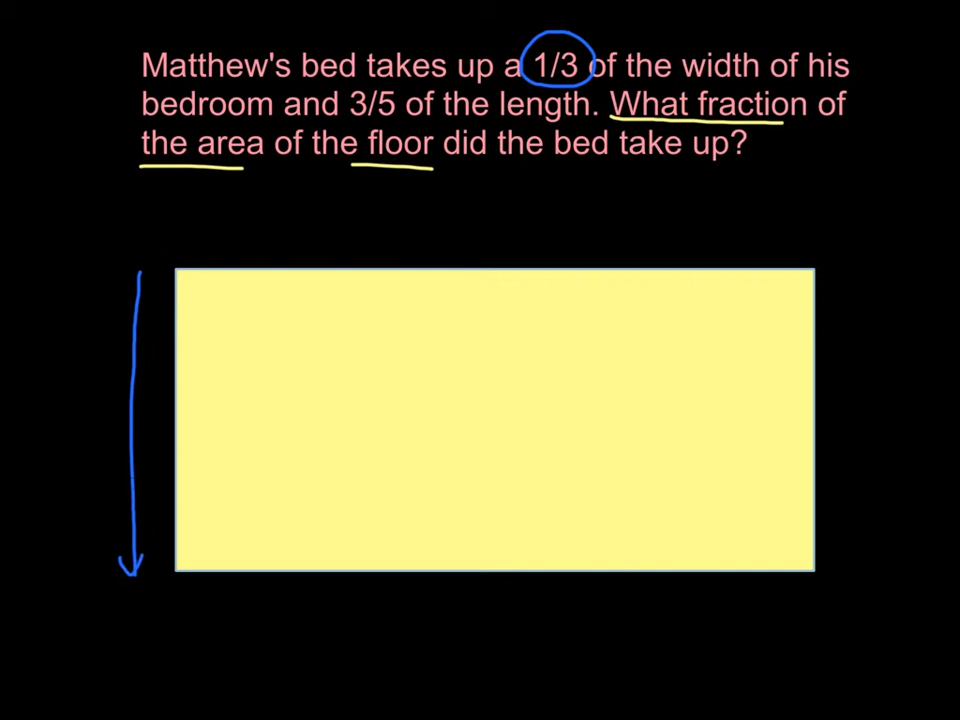 Matthew's bed takes up a 1/3 of the width of his
bedroom and 3/5 of the length. What fraction of
the area of the floor did the bed take up?